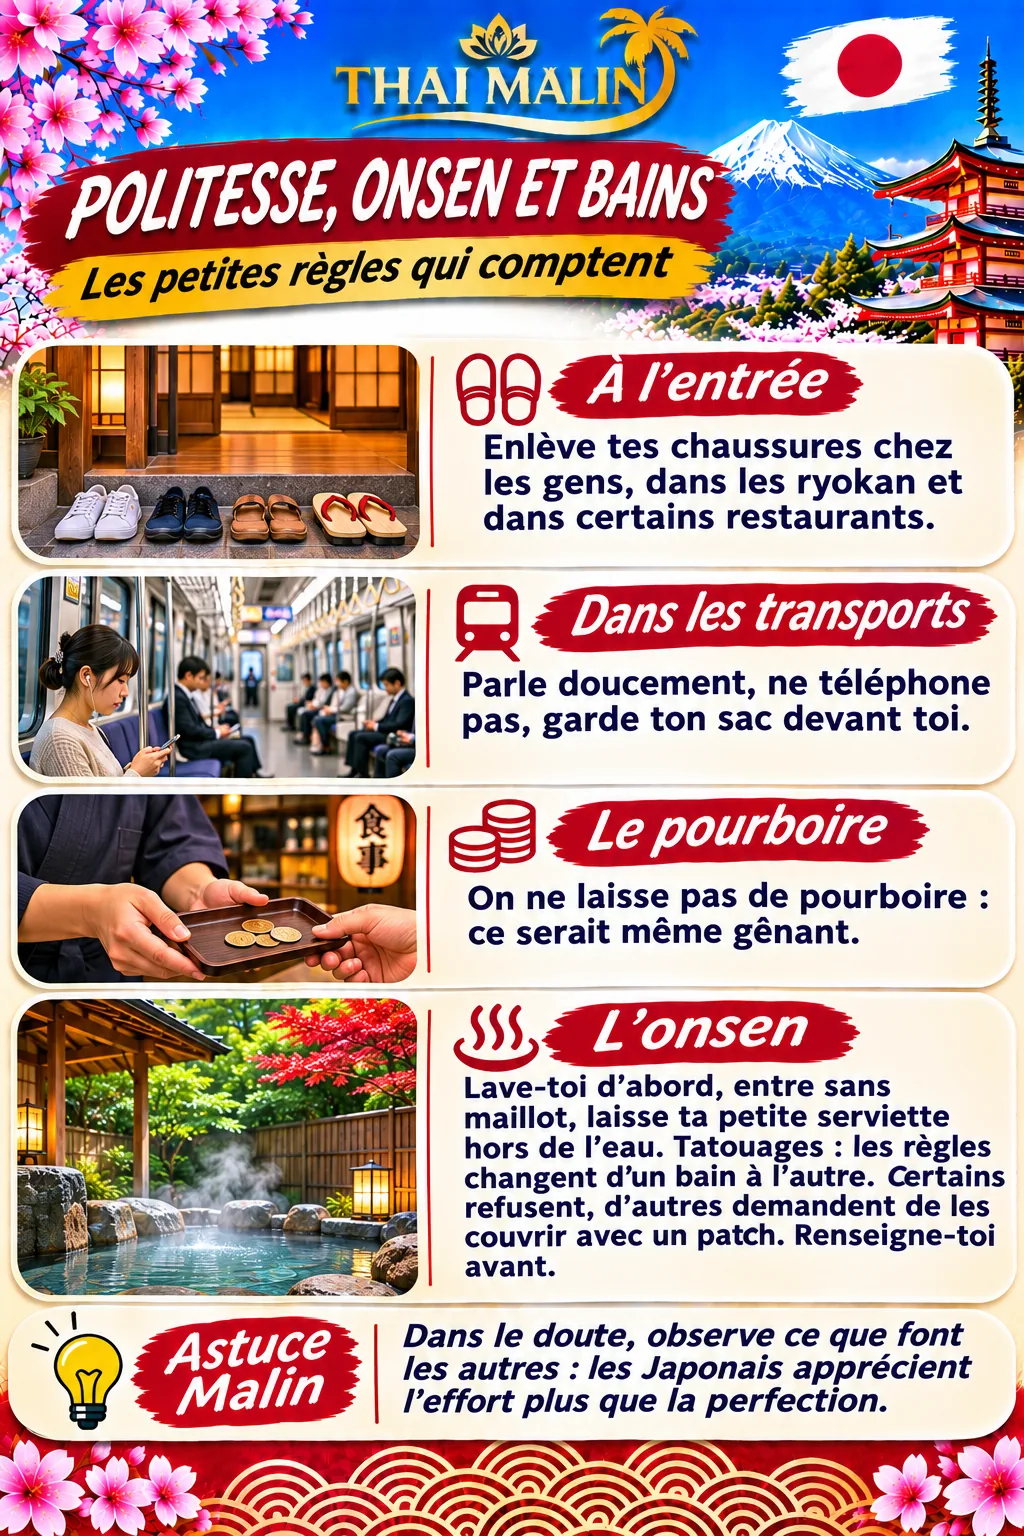 THAI MALIN
POLITESSE, ONSEN ET BAINS
Les petites règles qui comptent
À l'entrée
Enlève tes chaussures chez
les gens, dans les ryokan et
dans certains restaurants.
Dans les transports
Parle doucement, ne téléphone
pas, garde ton sac devant toi.
食事
Le pourboire
On ne laisse pas de pourboire :
ce serait même gênant.
L'onsen
Lave-toi d'abord, entre sans
maillot, laisse ta petite serviette
hors de l'eau. Tatouages : les règles
changent d'un bain à l'autre. Certains
refusent, d'autres demandent de les
couvrir avec un patch. Renseigne-toi
avant.
Astuce
Malin
Dans le doute, observe ce que font
les autres : les Japonais apprécient
l'effort plus que la perfection.